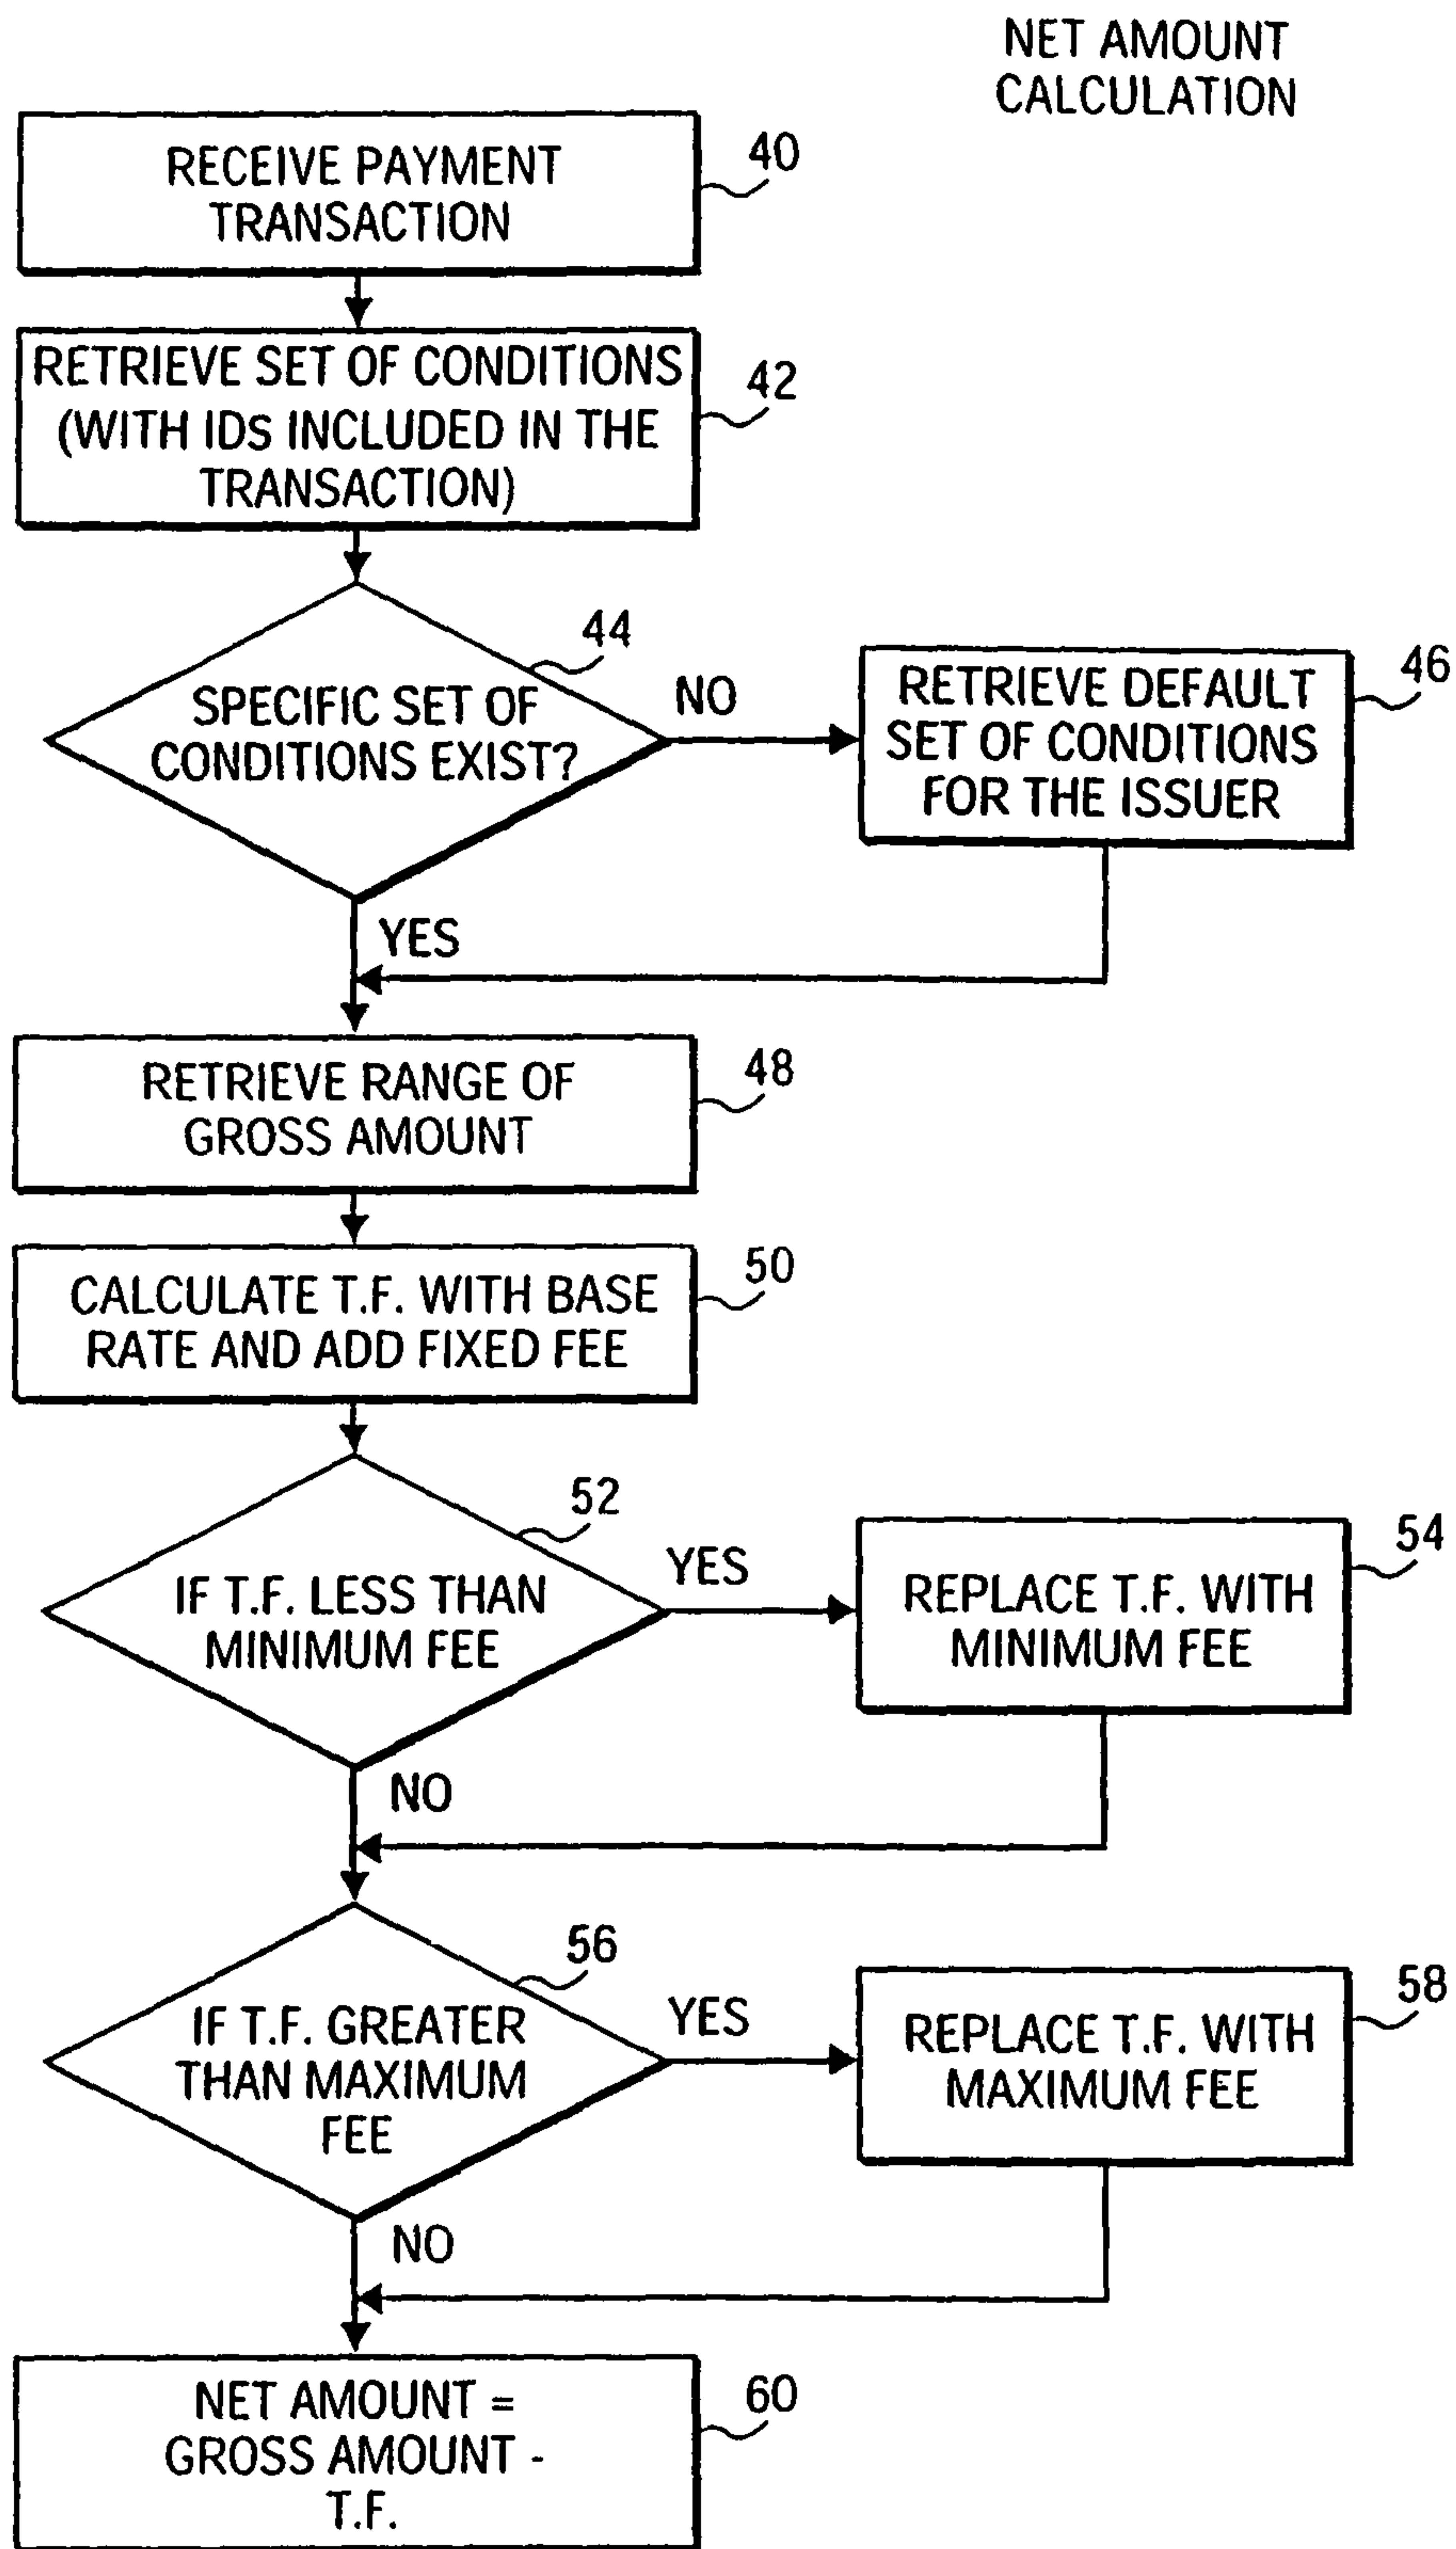 NET AMOUNT
CALCULATION
RECEIVE PAYMENT
TRANSACTION
40
RETRIEVE SET OF CONDITIONS
(WITH IDs INCLUDED IN THE
TRANSACTION)
42
44
SPECIFIC SET OF
CONDITIONS EXIST?
NO
RETRIEVE DEFAULT
SET OF CONDITIONS
FOR THE ISSUER
46
YES
RETRIEVE RANGE OF
GROSS AMOUNT
48
CALCULATE T.F. WITH BASE
RATE AND ADD FIXED FEE
50
52
IF T.F. LESS THAN
MINIMUM FEE
YES
REPLACE T.F. WITH
MINIMUM FEE
54
NO
56
IF T.F. GREATER
THAN MAXIMUM
FEE
YES
REPLACE T.F. WITH
MAXIMUM FEE
58
NO
NET AMOUNT =
GROSS AMOUNT -
T.F.
60